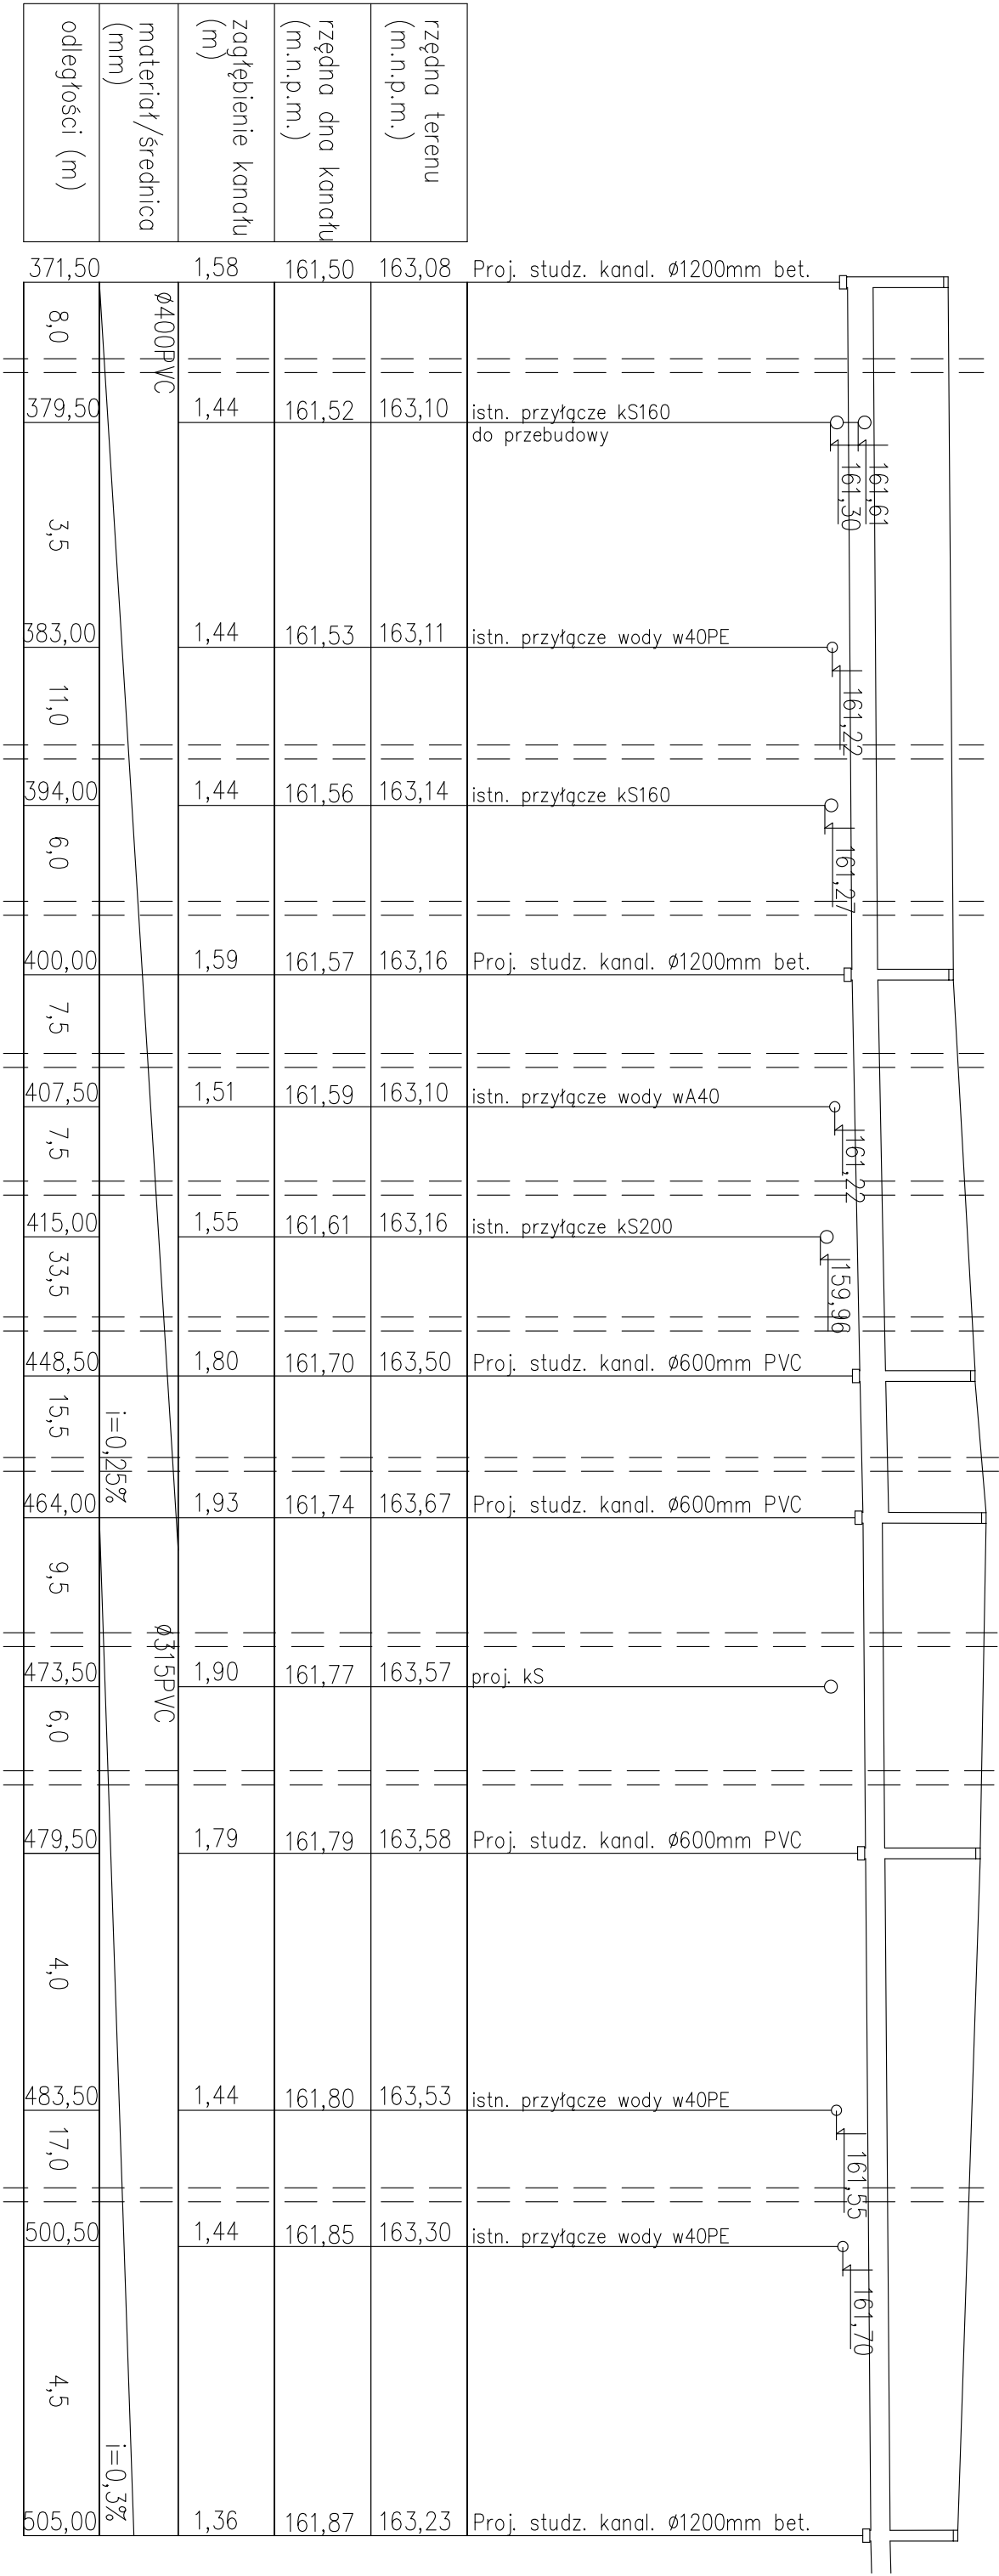 rzędna terenu
(m.n.p.m.)
rzędna dna kanału
(m.n.p.m.)
zagłębienie kanału
(m)
materiał/średnica
(mm)
odległości (m)
371,50 1,58 161,50 163,08 Proj. studz. kanal. Ø1200mm bet.
8,0
Ø400PVC
379,50 1,44 161,52 163,10 istn. przyłącze kS160
do przebudowy
161,61
161,30
3,5
383,00 1,44 161,53 163,11 istn. przyłącze wody w40PE
161,22
11,0
394,00 1,44 161,56 163,14 istn. przyłącze kS160
161,27
6,0
400,00 1,59 161,57 163,16 Proj. studz. kanal. Ø1200mm bet.
7,5
407,50 1,51 161,59 163,10 istn. przyłącze wody wA40
161,22
7,5
415,00 1,55 161,61 163,16 istn. przyłącze kS200
159,96
33,5
448,50 1,80 161,70 163,50 Proj. studz. kanal. Ø600mm PVC
15,5
i=0,25%
464,00 1,93 161,74 163,67 Proj. studz. kanal. Ø600mm PVC
9,5
Ø315PVC
473,50 1,90 161,77 163,57 proj. kS
6,0
479,50 1,79 161,79 163,58 Proj. studz. kanal. Ø600mm PVC
4,0
483,50 1,44 161,80 163,53 istn. przyłącze wody w40PE
161,55
17,0
500,50 1,44 161,85 163,30 istn. przyłącze wody w40PE
161,70
4,5
i=0,3%
505,00 1,36 161,87 163,23 Proj. studz. kanal. Ø1200mm bet.